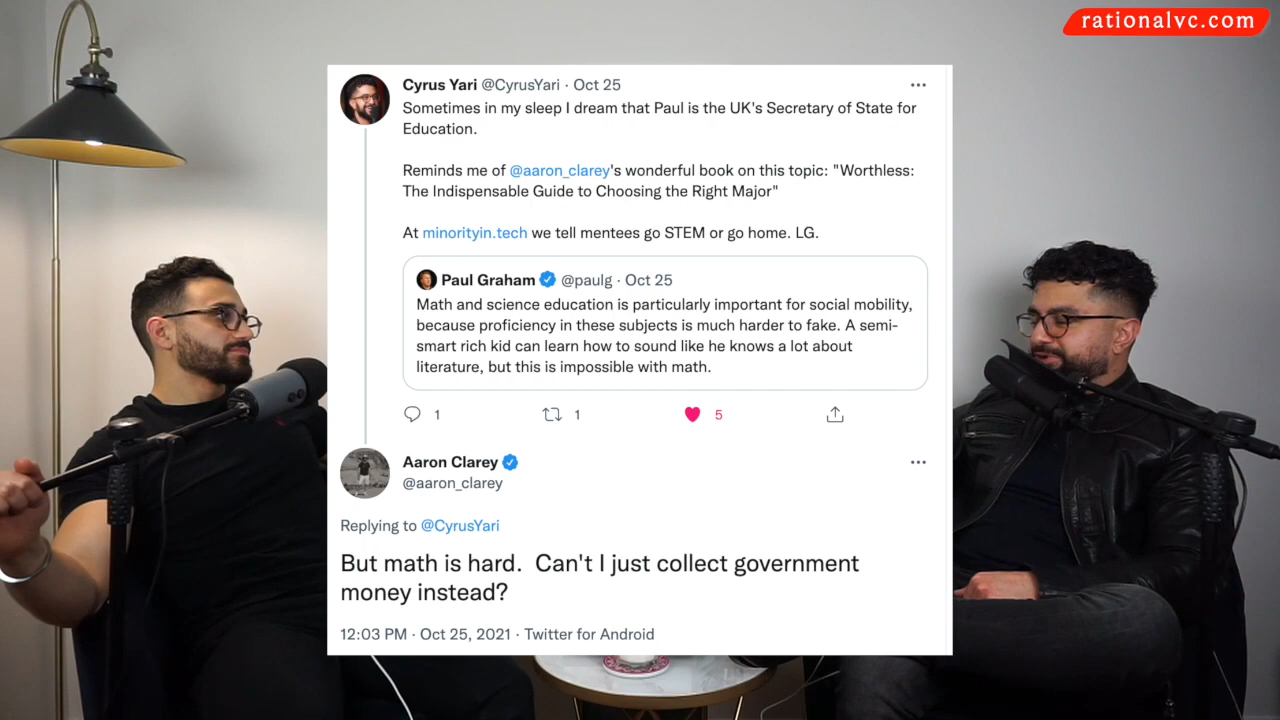 rationalvc.com
Cyrus Yari @CyrusYari · Oct 25
Sometimes in my sleep I dream that Paul is the UK's Secretary of State for
Education.
Reminds me of @aaron_clarey's wonderful book on this topic: "Worthless:
The Indispensable Guide to Choosing the Right Major"
At minorityin.tech we tell mentees go STEM or go home. LG.
Paul Graham @paulg · Oct 25
Math and science education is particularly important for social mobility,
because proficiency in these subjects is much harder to fake. A semi-
smart rich kid can learn how to sound like he knows a lot about
literature, but this is impossible with math.
1 1 5
Aaron Clarey
@aaron_clarey
Replying to @CyrusYari
But math is hard.  Can't I just collect government
money instead?
12:03 PM · Oct 25, 2021 · Twitter for Android